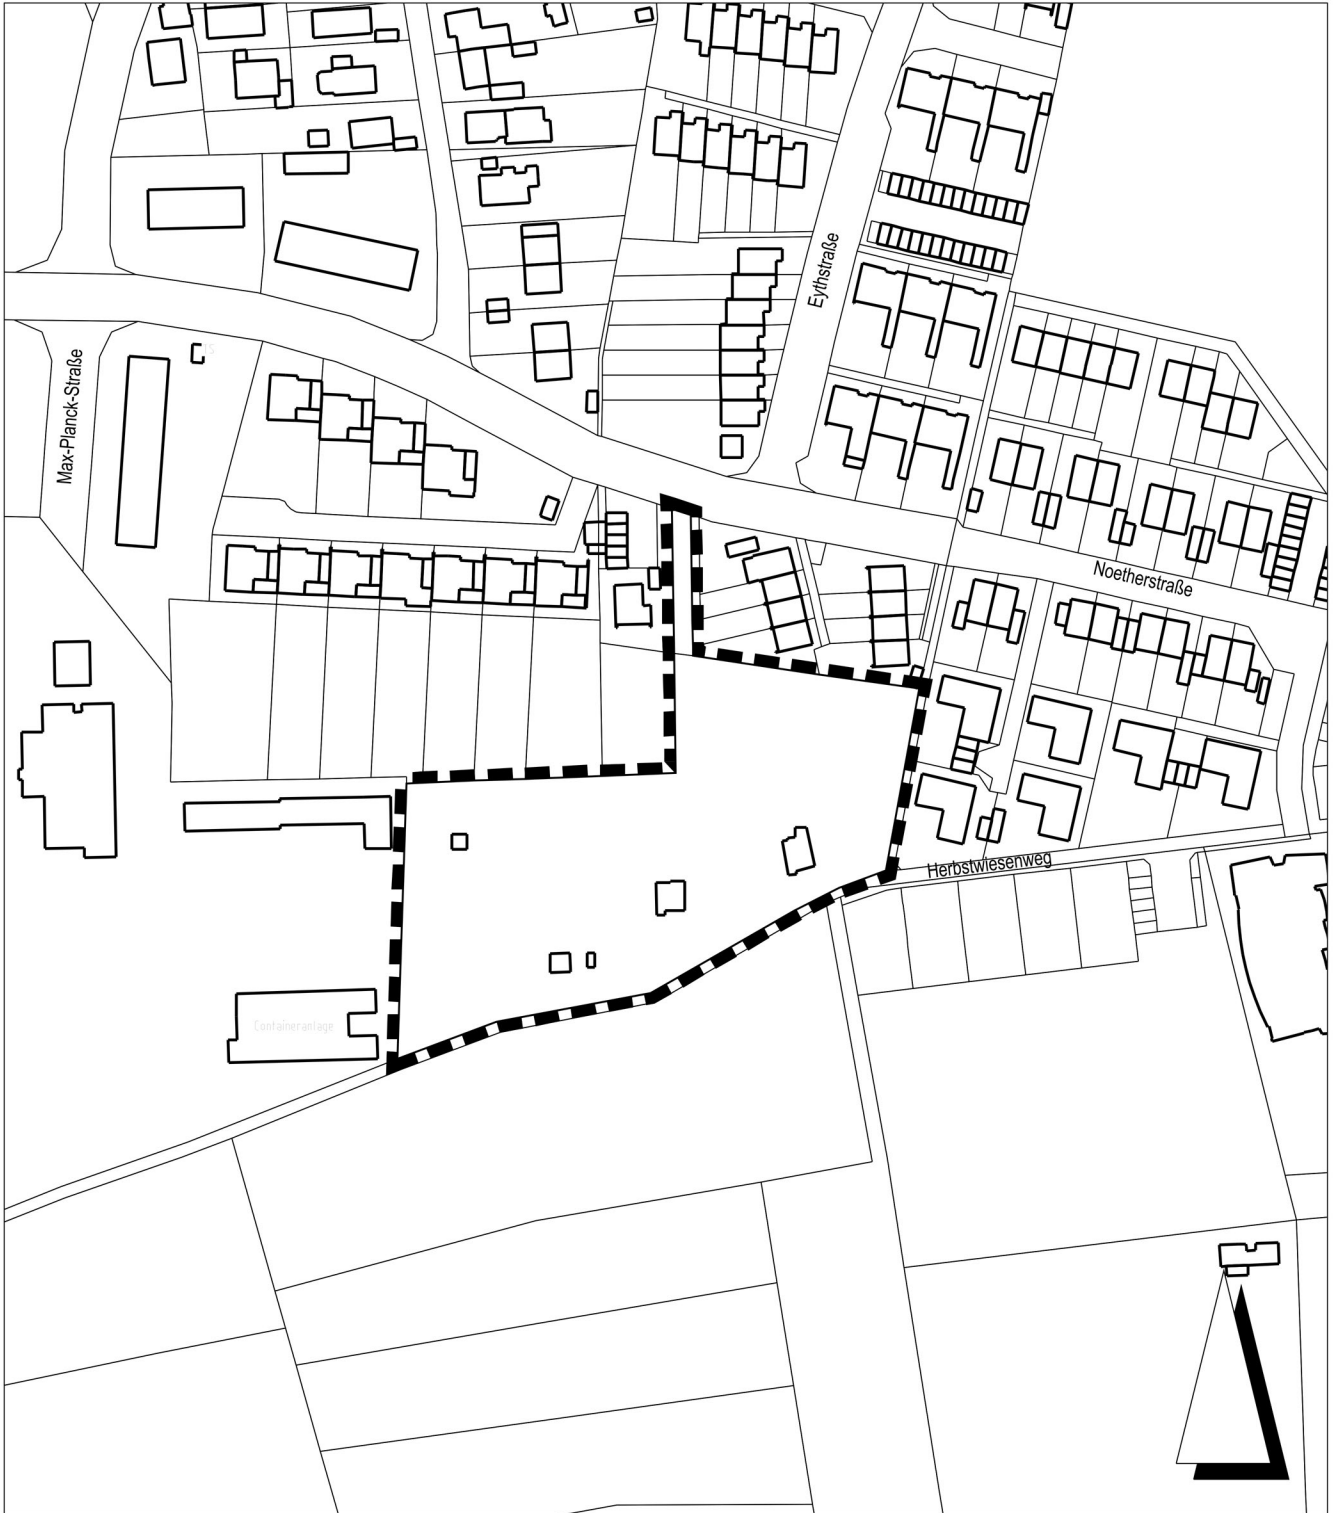 Eythstraße
Max-Planck-Straße
Noetherstraße
Herbstwiesenweg
Containeranlage